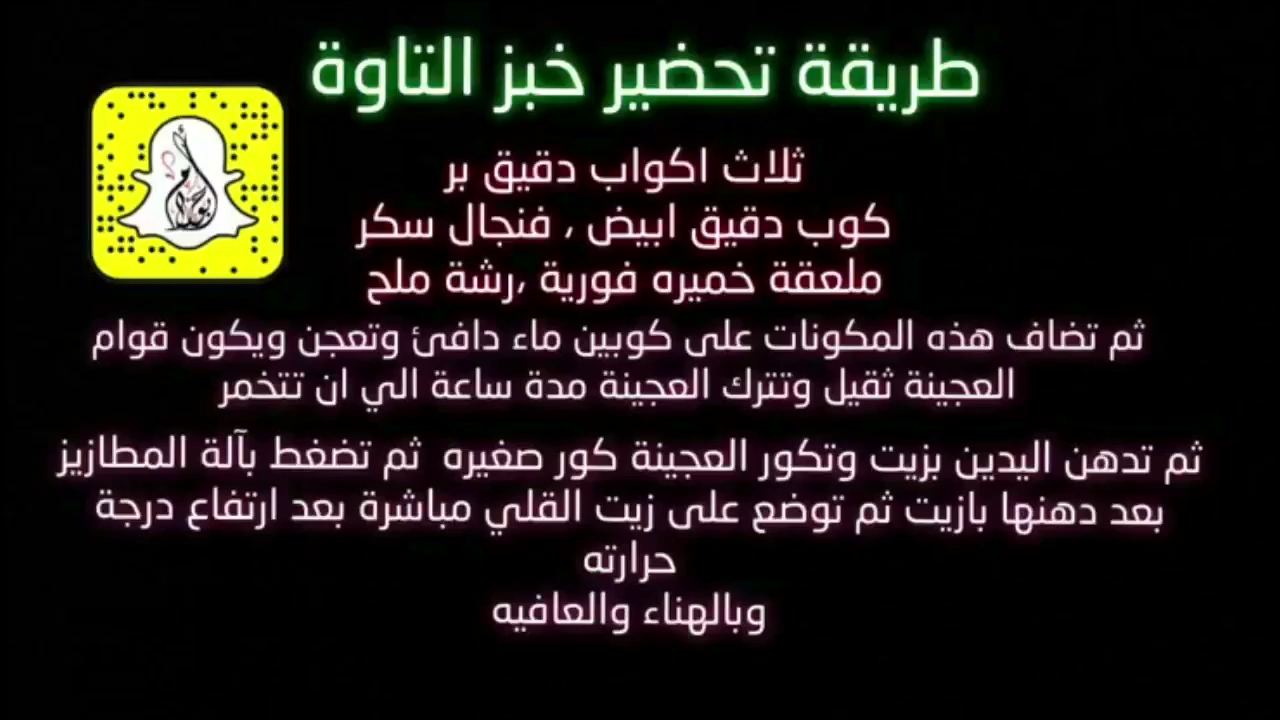 طريقة تحضير خبز التاوة
ثلاث اكواب دقيق بر
كوب دقيق ابيض ، فنجال سكر
ملعقة خميره فورية ،رشة ملح
ثم تضاف هذه المكونات على كوبين ماء دافئ وتعجن ويكون قوام
العجينة ثقيل وتترك العجينة مدة ساعة الي ان تتخمر
ثم تدهن اليدين بزيت وتكور العجينة كور صغيره ثم تضغط بآلة المطازيز
بعد دهنها بازيت ثم توضع على زيت القلي مباشرة بعد ارتفاع درجة
حرارته
وبالهناء والعافيه